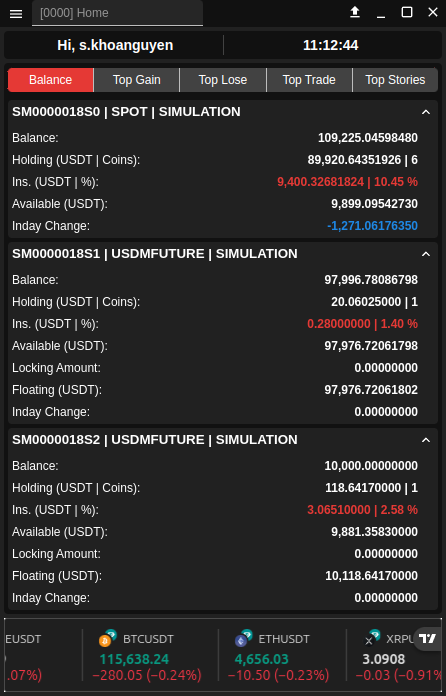 [0000] Home
Hi, s.khoanguyen 11:12:44
Balance Top Gain Top Lose Top Trade Top Stories
SM0000018S0 | SPOT | SIMULATION
Balance: 109,225.04598480
Holding (USDT | Coins): 89,920.64351926 | 6
Ins. (USDT | %): 9,400.32681824 | 10.45 %
Available (USDT): 9,899.09542730
Inday Change: -1,271.06176350
SM0000018S1 | USDMFUTURE | SIMULATION
Balance: 97,996.78086798
Holding (USDT | Coins): 20.06025000 | 1
Ins. (USDT | %): 0.28000000 | 1.40 %
Available (USDT): 97,976.72061798
Locking Amount: 0.00000000
Floating (USDT): 97,976.72061802
Inday Change: 0.00000000
SM0000018S2 | USDMFUTURE | SIMULATION
Balance: 10,000.00000000
Holding (USDT | Coins): 118.64170000 | 1
Ins. (USDT | %): 3.06510000 | 2.58 %
Available (USDT): 9,881.35830000
Locking Amount: 0.00000000
Floating (USDT): 10,118.64170000
Inday Change: 0.00000000
EUSDT BTCUSDT ETHUSDT XRPU
115,638.24 4,656.03 3.0908
.07%) −280.05 (−0.24%) −10.50 (−0.23%) −0.03 (−0.91%